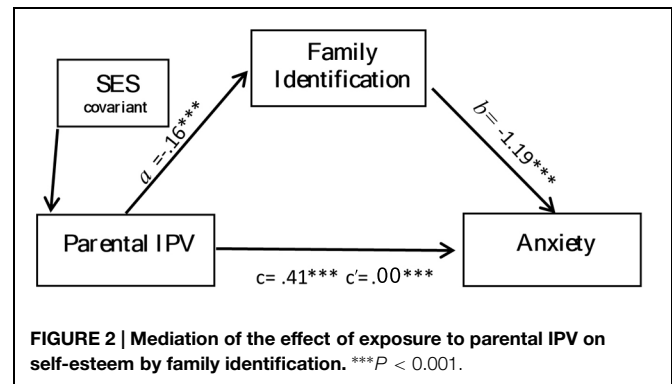 Family
Identification
SES
covariant
a =-.16***
b= -1.19***
Parental IPV
Anxiety
c= .41*** c′=.00***
FIGURE 2 | Mediation of the effect of exposure to parental IPV on
self-esteem by family identification. ***P < 0.001.